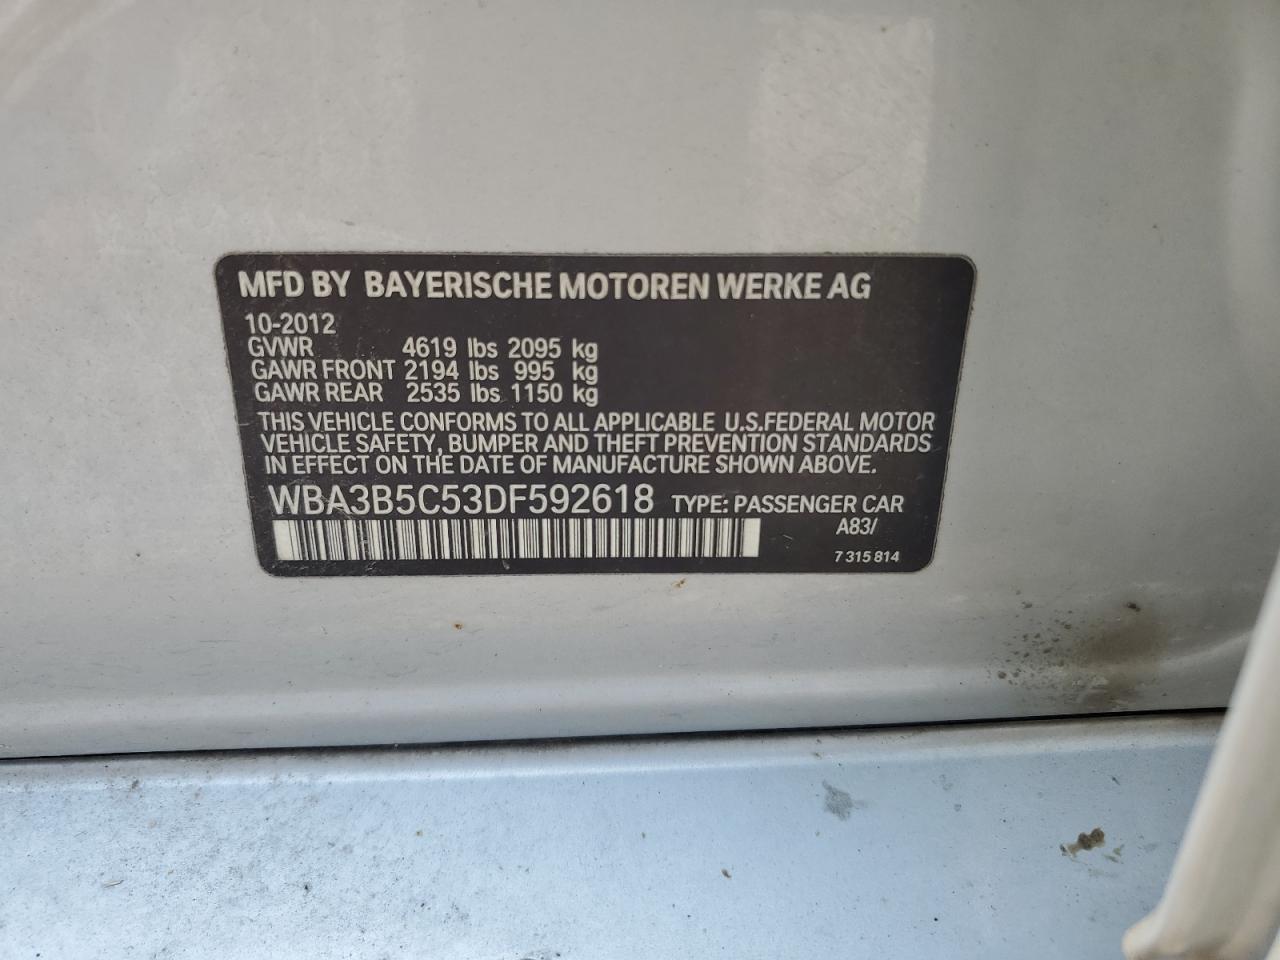 MFD BY BAYERISCHE MOTOREN WERKE AG
10-2012
GVWR 4619 lbs 2095 kg
GAWR FRONT 2194 lbs 995 kg
GAWR REAR 2535 lbs 1150 kg
THIS VEHICLE CONFORMS TO ALL APPLICABLE U.S.FEDERAL MOTOR
VEHICLE SAFETY, BUMPER AND THEFT PREVENTION STANDARDS
IN EFFECT ON THE DATE OF MANUFACTURE SHOWN ABOVE.
WBA3B5C53DF592618 TYPE: PASSENGER CAR
A83/
7 315 814